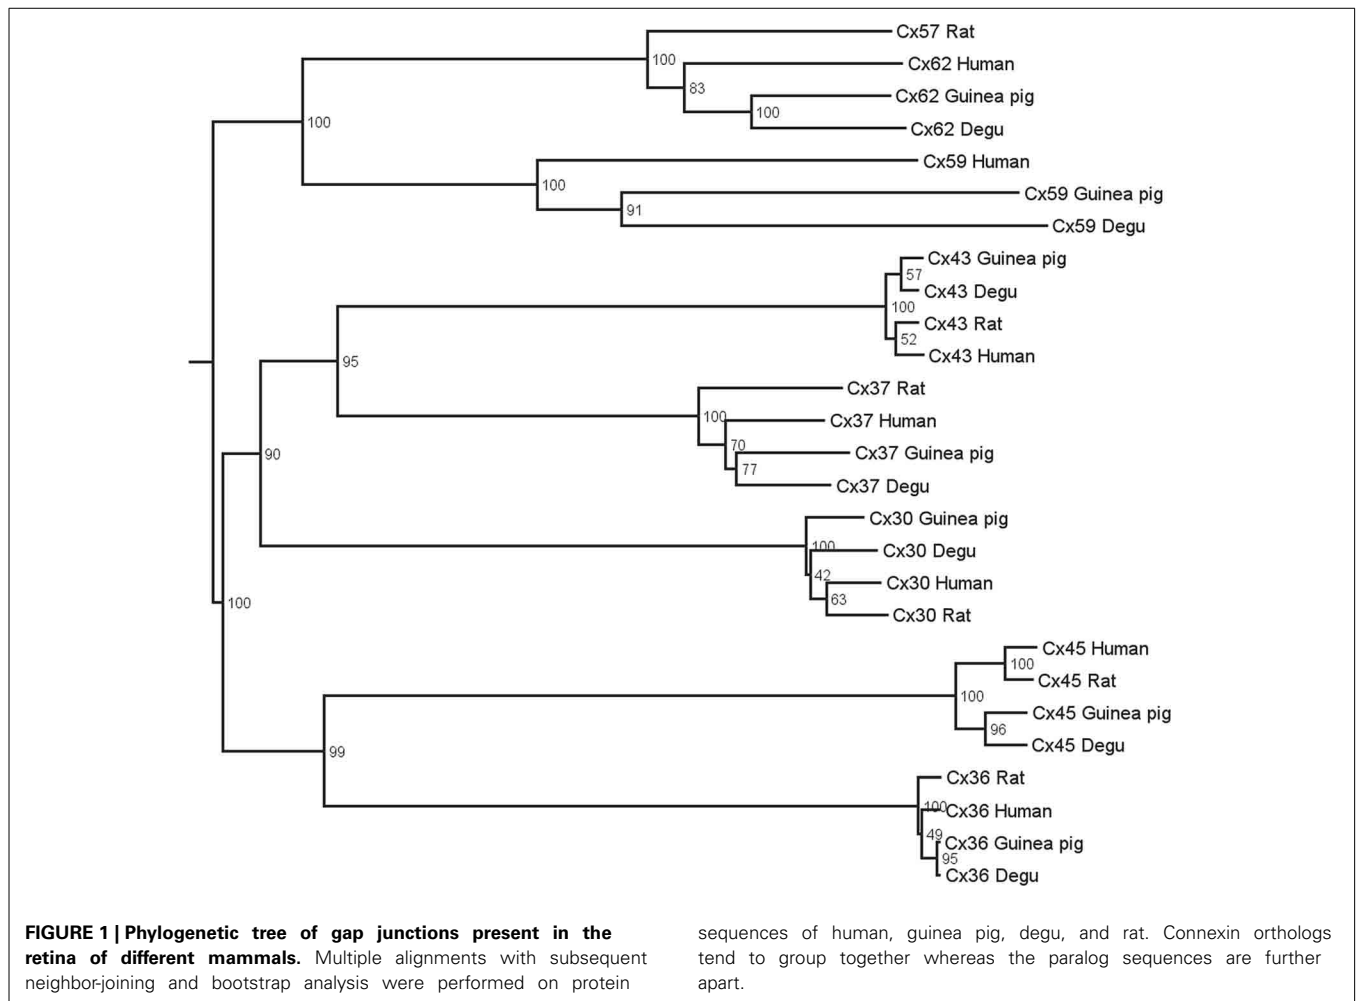 Cx57 Rat
100
Cx62 Human
83
Cx62 Guinea pig
100
100
Cx62 Degu
Cx59 Human
100
Cx59 Guinea pig
91
Cx59 Degu
Cx43 Guinea pig
57
Cx43 Degu
100
Cx43 Rat
52
Cx43 Human
95
Cx37 Rat
100
Cx37 Human
70
90
Cx37 Guinea pig
77
Cx37 Degu
Cx30 Guinea pig
100
Cx30 Degu
42
Cx30 Human
63
100
Cx30 Rat
Cx45 Human
100
Cx45 Rat
100
Cx45 Guinea pig
96
Cx45 Degu
99
Cx36 Rat
100
Cx36 Human
49
Cx36 Guinea pig
95
Cx36 Degu
FIGURE 1 | Phylogenetic tree of gap junctions present in the
retina of different mammals. Multiple alignments with subsequent
neighbor-joining and bootstrap analysis were performed on protein
sequences of human, guinea pig, degu, and rat. Connexin orthologs
tend to group together whereas the paralog sequences are further
apart.